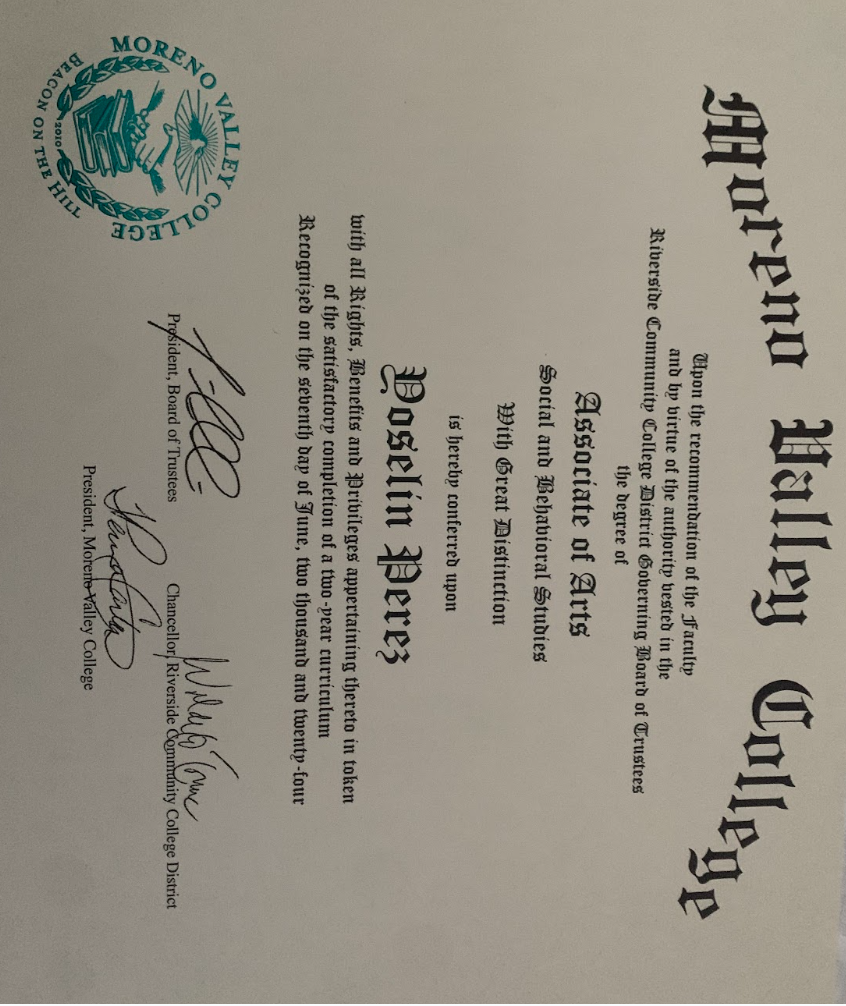 Moreno Valley College
Upon the recommendation of the Faculty
and by virtue of the authority vested in the
Riverside Community College District Governing Board of Trustees
the degree of
Associate of Arts
Social and Behavioral Studies
With Great Distinction
is hereby conferred upon
Yoselin Perez
with all Rights, Benefits and Privileges appertaining thereto in token
of the satisfactory completion of a two-year curriculum
Recognized on the seventh day of June, two thousand and twenty-four
MORENO VALLEY COLLEGE
2010
BEACON ON THE HILL
President, Board of Trustees
Chancellor, Riverside Community College District
President, Moreno Valley College